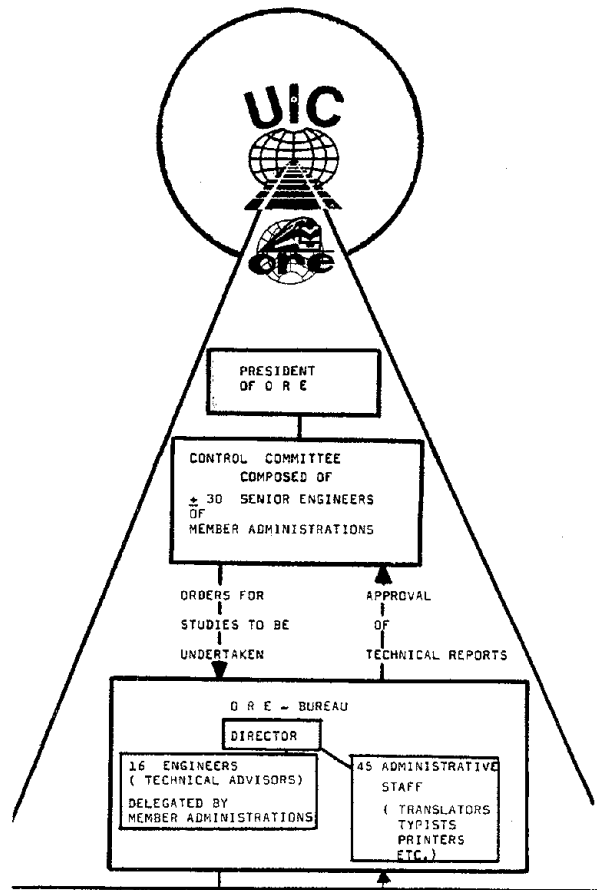 UIC
ore
PRESIDENT
OF O R E
CONTROL COMMITTEE
COMPOSED OF
± 30 SENIOR ENGINEERS
OF
MEMBER ADMINISTRATIONS
ORDERS FOR
STUDIES TO BE
UNDERTAKEN
APPROVAL
OF
TECHNICAL REPORTS
O R E - BUREAU
DIRECTOR
16 ENGINEERS
( TECHNICAL ADVISORS)
DELEGATED BY
MEMBER ADMINISTRATIONS
45 ADMINISTRATIVE
STAFF
( TRANSLATORS
TYPISTS
PRINTERS
ETC.)